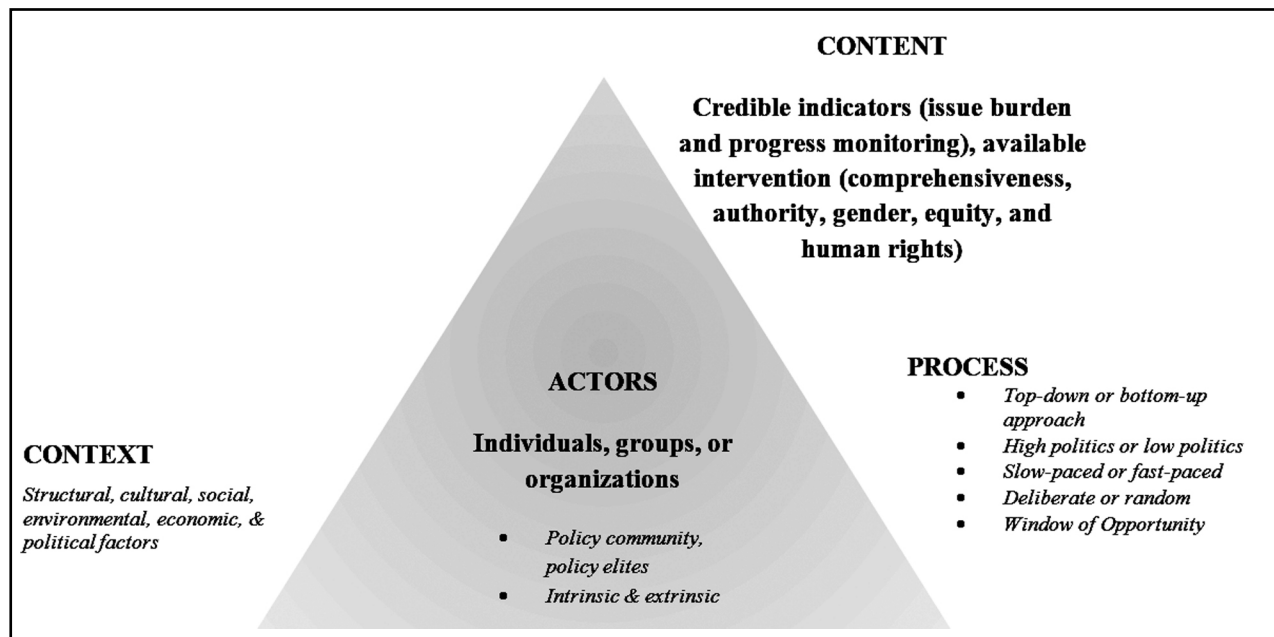 CONTENT
Credible indicators (issue burden
and progress monitoring), available
intervention (comprehensiveness,
authority, gender, equity, and
human rights)
ACTORS
Individuals, groups, or
organizations
• Policy community,
policy elites
• Intrinsic & extrinsic
CONTEXT
Structural, cultural, social,
environmental, economic, &
political factors
PROCESS
• Top-down or bottom-up
approach
• High politics or low politics
• Slow-paced or fast-paced
• Deliberate or random
• Window of Opportunity